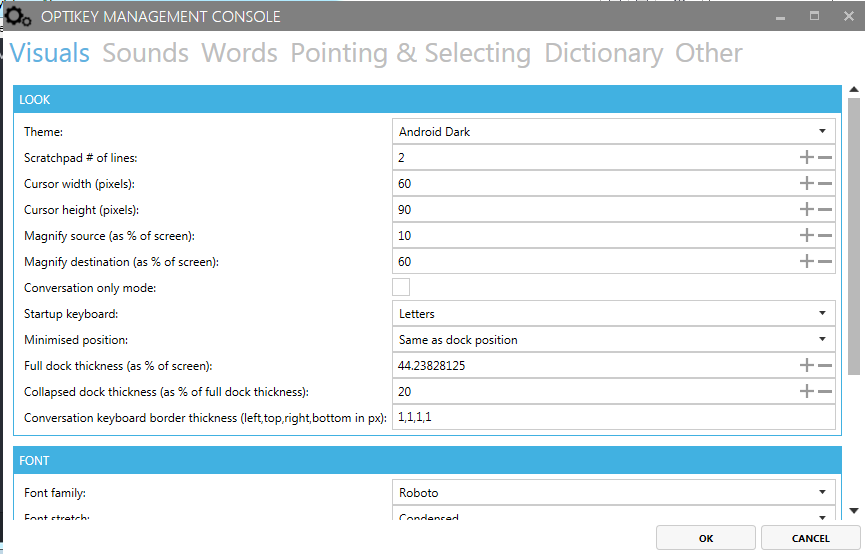 OPTIKEY MANAGEMENT CONSOLE
Visuals Sounds Words Pointing & Selecting Dictionary Other
LOOK
Theme: Android Dark
Scratchpad # of lines: 2
Cursor width (pixels): 60
Cursor height (pixels): 90
Magnify source (as % of screen): 10
Magnify destination (as % of screen): 60
Conversation only mode:
Startup keyboard: Letters
Minimised position: Same as dock position
Full dock thickness (as % of screen): 44.23828125
Collapsed dock thickness (as % of full dock thickness): 20
Conversation keyboard border thickness (left,top,right,bottom in px): 1,1,1,1
FONT
Font family: Roboto
Font stretch: Condensed
OK CANCEL